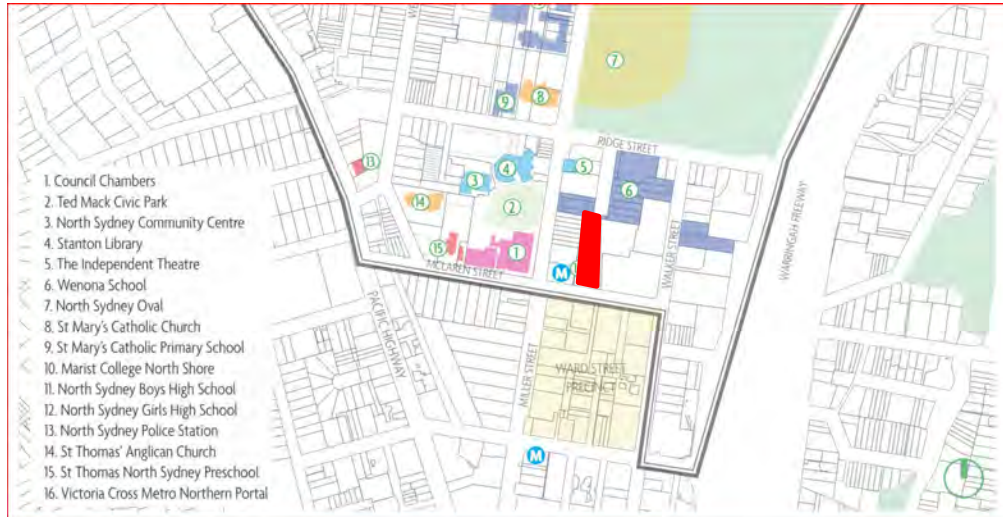 WE
7
8
9
RIDGE STREET
13
4
5
3
6
14
2
15
1
M
MCLAREN STREET
WALKER STREET
WARRINGAH FREEWAY
PACIFIC HIGHWAY
MILLER STREET
WARD STREET
PRECINCT
M
1. Council Chambers
2. Ted Mack Civic Park
3. North Sydney Community Centre
4. Stanton Library
5. The Independent Theatre
6. Wenona School
7. North Sydney Oval
8. St Mary's Catholic Church
9. St Mary's Catholic Primary School
10. Marist College North Shore
11. North Sydney Boys High School
12. North Sydney Girls High School
13. North Sydney Police Station
14. St Thomas' Anglican Church
15. St Thomas North Sydney Preschool
16. Victoria Cross Metro Northern Portal